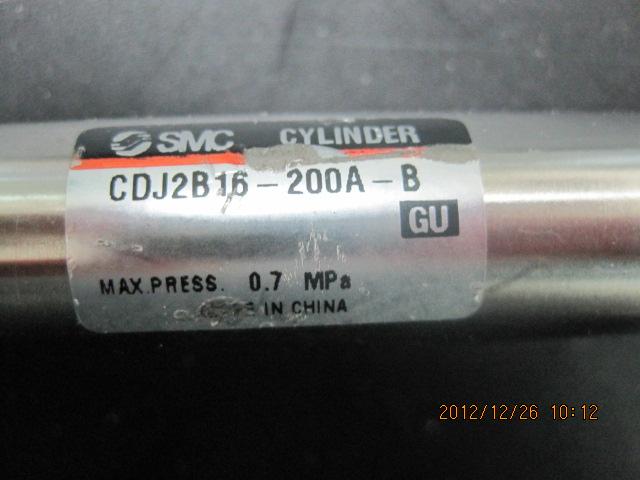 SMC CYLINDER
CDJ2B16-200A-B
GU
MAX.PRESS. 0.7 MPa
IN CHINA
2012/12/26 10:12